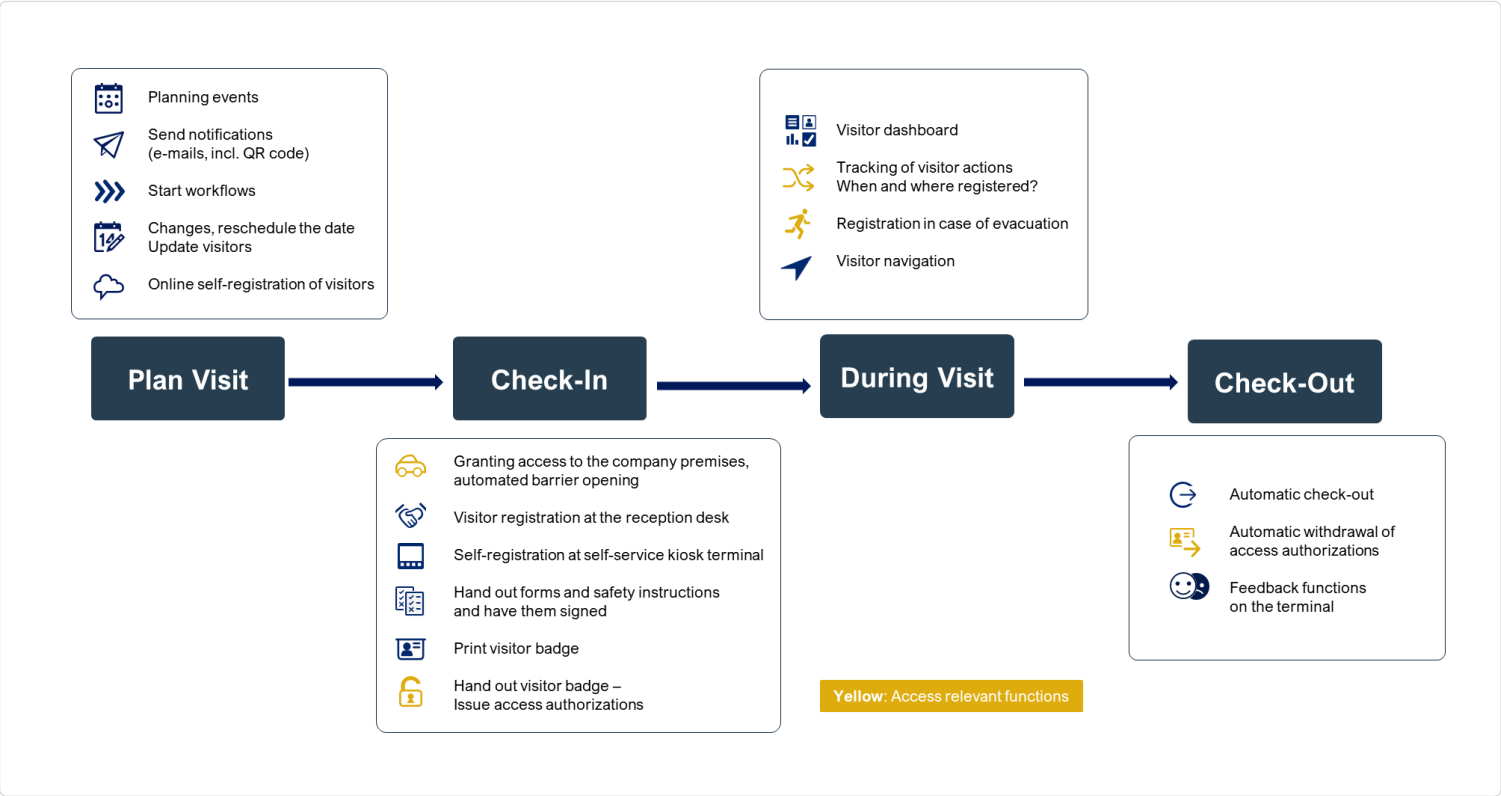 Planning events
Send notifications
(e-mails, incl. QR code)
Start workflows
14
Changes, reschedule the date
Update visitors
Online self-registration of visitors
Visitor dashboard
Tracking of visitor actions
When and where registered?
Registration in case of evacuation
Visitor navigation
Plan Visit
Check-In
During Visit
Check-Out
Granting access to the company premises,
automated barrier opening
Visitor registration at the reception desk
Self-registration at self-service kiosk terminal
Hand out forms and safety instructions
and have them signed
Print visitor badge
Hand out visitor badge –
Issue access authorizations
Automatic check-out
Automatic withdrawal of
access authorizations
Feedback functions
on the terminal
Yellow: Access relevant functions